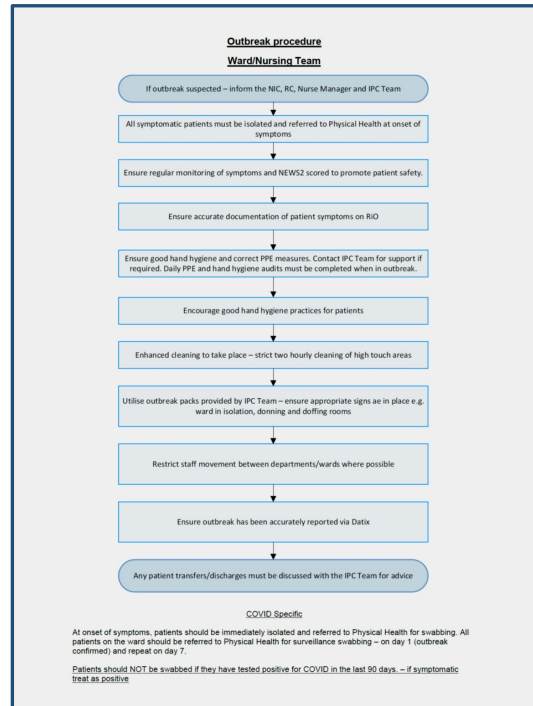 Outbreak procedure
Ward/Nursing Team
If outbreak suspected – inform the NIC, RC, Nurse Manager and IPC Team
All symptomatic patients must be isolated and referred to Physical Health at onset of
symptoms
Ensure regular monitoring of symptoms and NEWS2 scored to promote patient safety.
Ensure accurate documentation of patient symptoms on RiO
Ensure good hand hygiene and correct PPE measures. Contact IPC Team for support if
required. Daily PPE and hand hygiene audits must be completed when in outbreak.
Encourage good hand hygiene practices for patients
Enhanced cleaning to take place – strict two hourly cleaning of high touch areas
Utilise outbreak packs provided by IPC Team – ensure appropriate signs ae in place e.g.
ward in isolation, donning and doffing rooms
Restrict staff movement between departments/wards where possible
Ensure outbreak has been accurately reported via Datix
Any patient transfers/discharges must be discussed with the IPC Team for advice
COVID Specific
At onset of symptoms, patients should be immediately isolated and referred to Physical Health for swabbing. All
patients on the ward should be referred to Physical Health for surveillance swabbing – on day 1 (outbreak
confirmed) and repeat on day 7.
Patients should NOT be swabbed if they have tested positive for COVID in the last 90 days. – if symptomatic
treat as positive